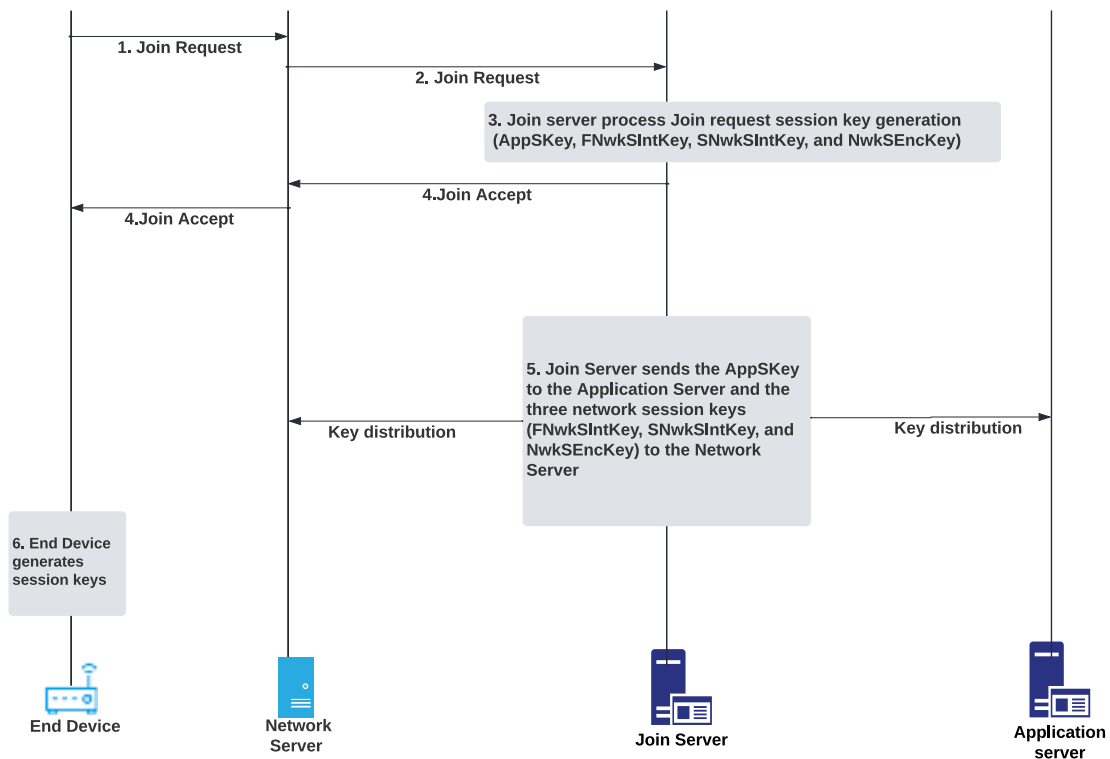 1. Join Request
2. Join Request
3. Join server process Join request session key generation
(AppSKey, FNwkSIntKey, SNwkSIntKey, and NwkSEncKey)
4.Join Accept
4.Join Accept
5. Join Server sends the AppSKey
to the Application Server and the
three network session keys
(FNwkSIntKey, SNwkSIntKey, and
NwkSEncKey) to the Network
Server
Key distribution
Key distribution
6. End Device
generates
session keys
End Device
Network
Server
Join Server
Application
server